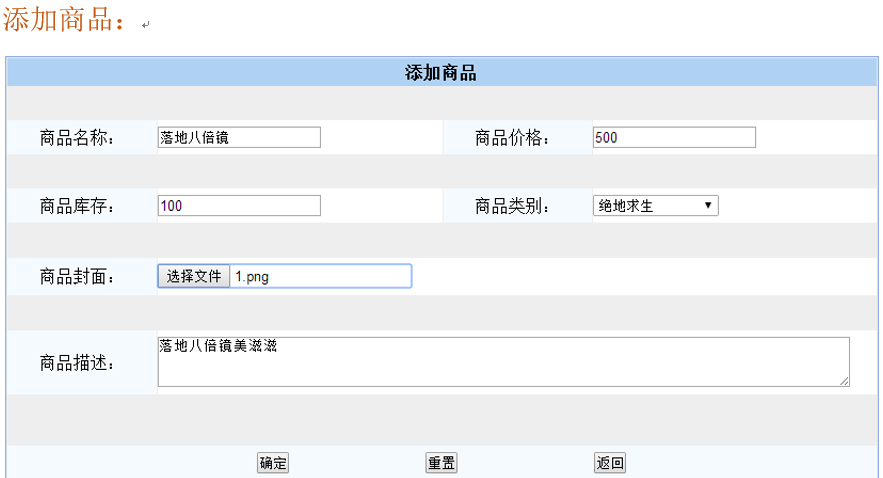 添加商品：
添加商品
商品名称： 落地八倍镜 商品价格： 500
商品库存： 100 商品类别： 绝地求生
商品封面： 选择文件 1.png
商品描述： 落地八倍镜美滋滋
确定 重置 返回